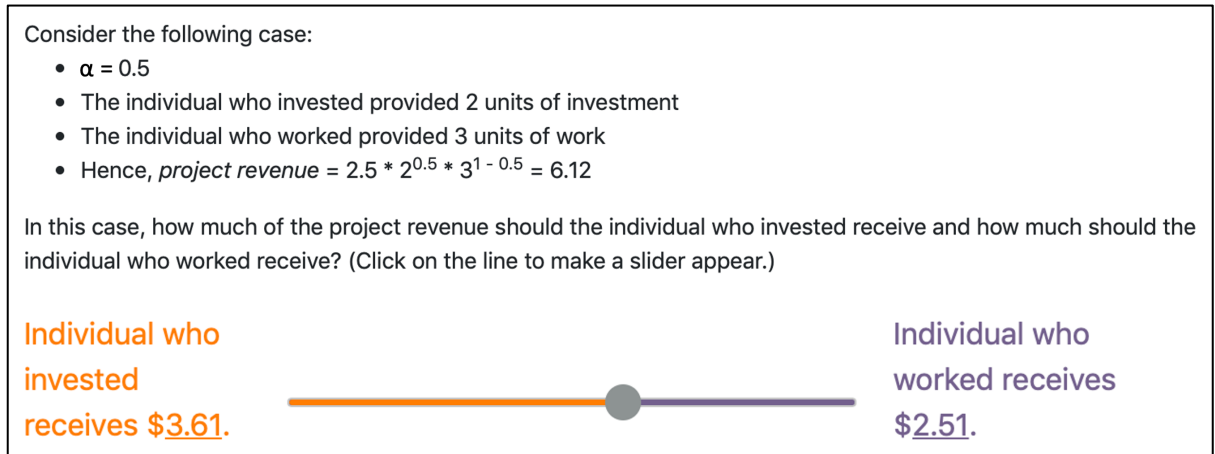 Consider the following case:
• α = 0.5
• The individual who invested provided 2 units of investment
• The individual who worked provided 3 units of work
• Hence, project revenue = 2.5 * 2^0.5 * 3^1 - 0.5 = 6.12
In this case, how much of the project revenue should the individual who invested receive and how much should the
individual who worked receive? (Click on the line to make a slider appear.)
Individual who
invested
receives $3.61.
Individual who
worked receives
$2.51.